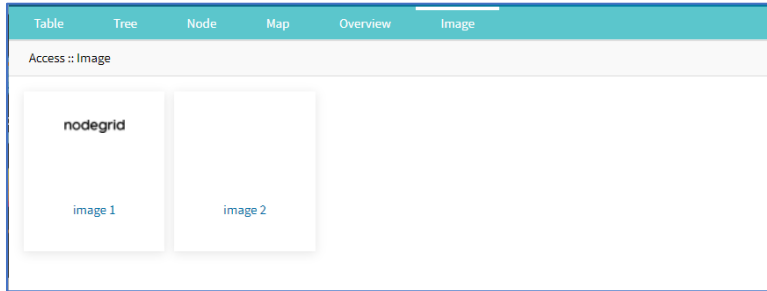 Table Tree Node Map Overview Image
Access :: Image
nodegrid
image 1 image 2